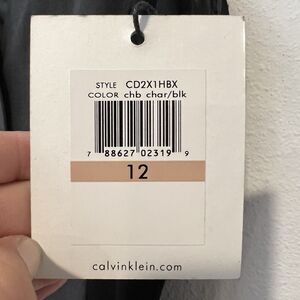 STYLE CD2X1HBX
COLOR chb char/blk
7 88627 02319 9
12
calvinklein.com